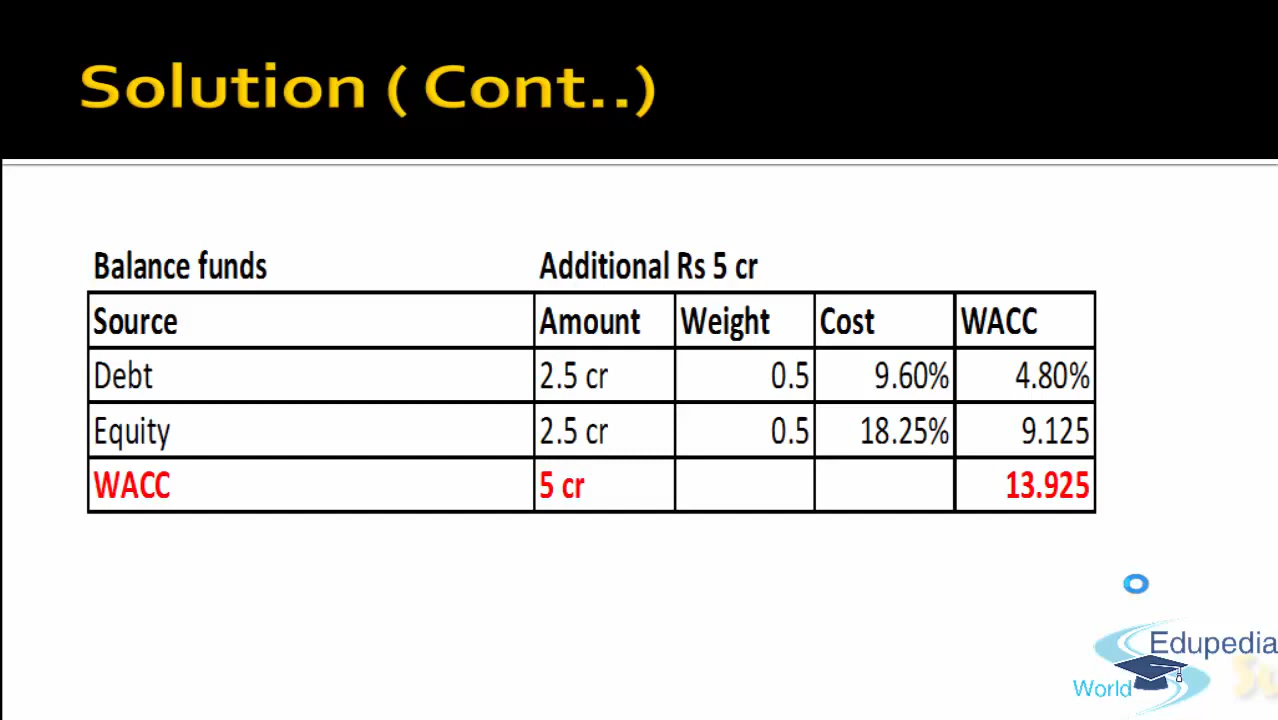 Solution ( Cont..)
Balance funds Additional Rs 5 cr
Source Amount Weight Cost WACC
Debt 2.5 cr 0.5 9.60% 4.80%
Equity 2.5 cr 0.5 18.25% 9.125
WACC 5 cr 13.925
Edupedia
World